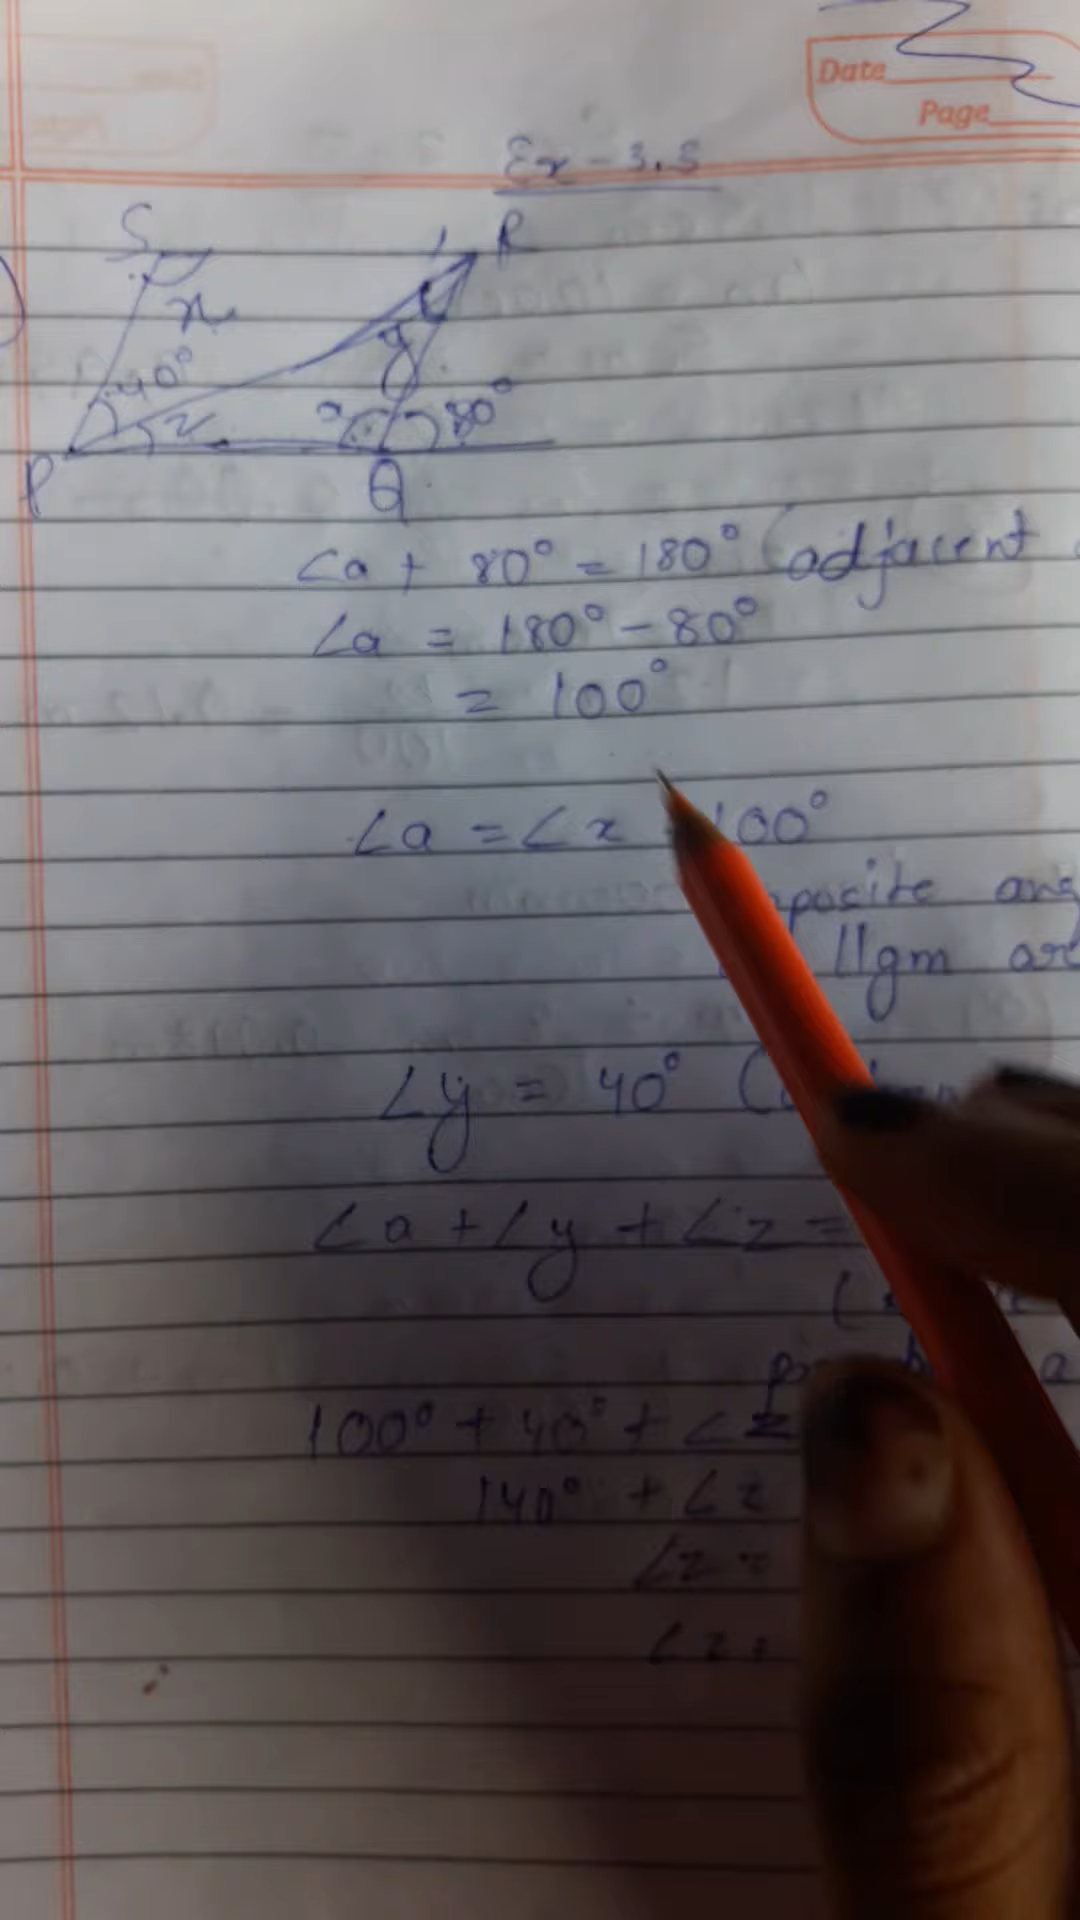 Date
Page
Ex - 3.5
S
R
x
40°
y
z
a
80°
P
Q
∠a + 80° = 180° (adjacent
∠a = 180° - 80°
= 100°
∠a = ∠x 100°
opposite
llgm
∠y = 40° (
∠a + ∠y + ∠z =
100° + 40° + ∠z
140° + ∠z
∠z =
∠z =